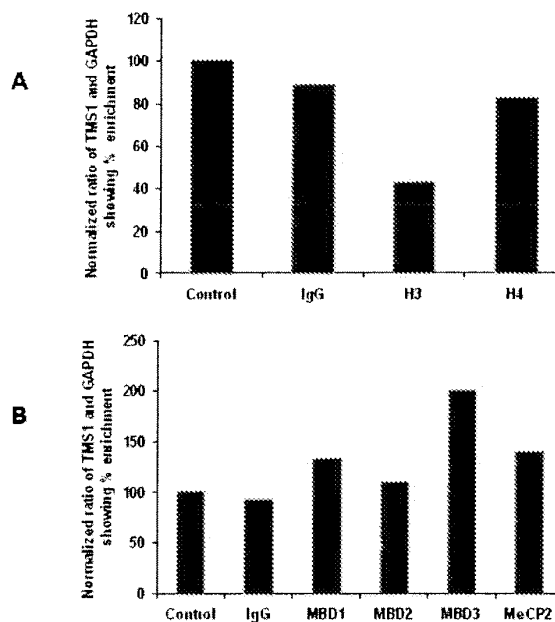 A
Normalized ratio of TMS1 and GAPDH
showing % enrichment
120
100
80
60
40
20
0
Control IgG H3 H4
B
Normalized ratio of TMS1 and GAPDH
showing % enrichment
250
200
150
100
50
0
Control IgG MBD1 MBD2 MBD3 MeCP2